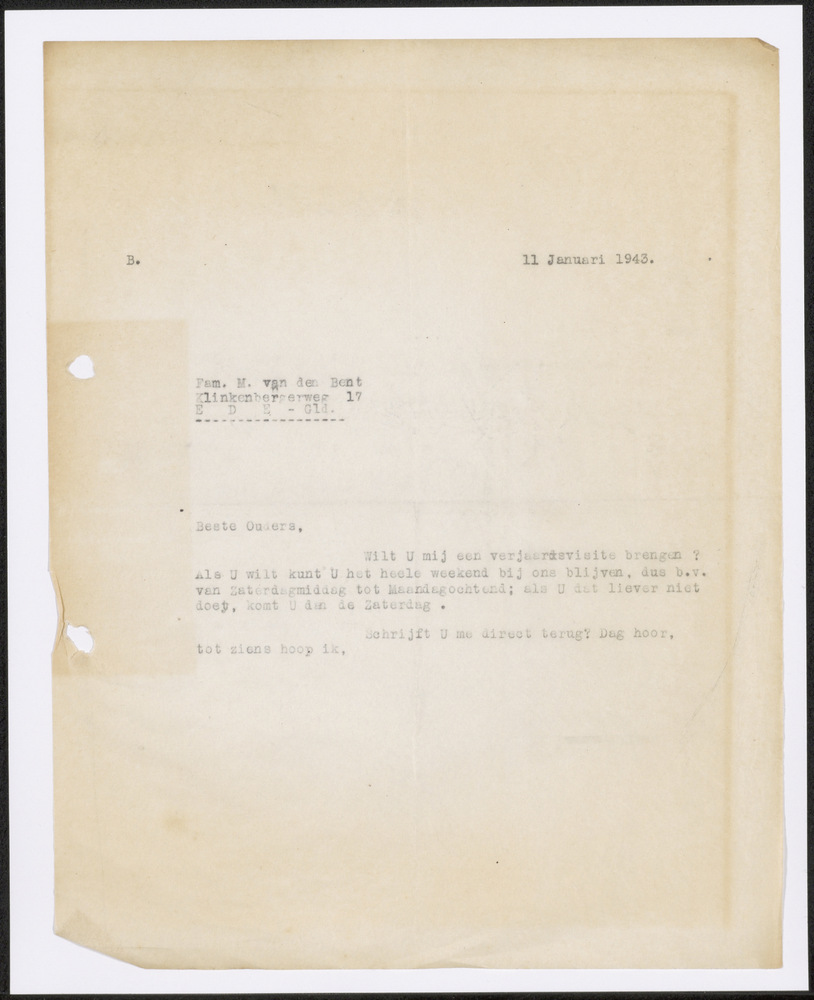 B.
11 Januari 1943.
Fam. M. van den Bent
Klinkenbergerweg 17
E D E - Gld.
Beste Ouders,
Wilt U mij een verjaardsvisite brengen ?
Als U wilt kunt U het heele weekend bij ons blijven, dus b.v.
van Zaterdagmiddag tot Maandagochtend; als U dat liever niet
doet, komt U dan de Zaterdag .
Schrijft U me direct terug? Dag hoor,
tot ziens hoop ik,